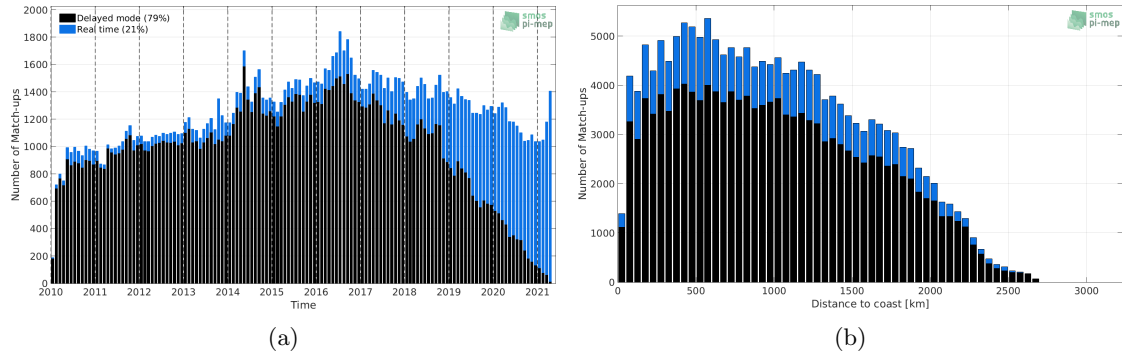 2000
1800
1600
1400
1200
1000
800
600
400
200
0
Number of Match-ups
Delayed mode (79%)
Real time (21%)
smos
pi-mep
2010 2011 2012 2013 2014 2015 2016 2017 2018 2019 2020 2021
Time
(a)
5000
4000
3000
2000
1000
0
Number of Match-ups
smos
pi-mep
0 500 1000 1500 2000 2500 3000
Distance to coast [km]
(b)